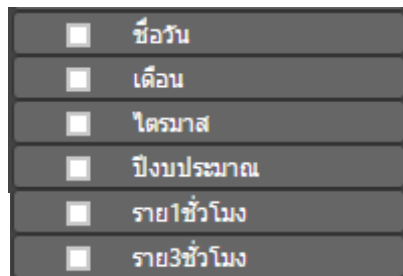 ชื่อวัน
เดือน
ไตรมาส
ปีงบประมาณ
ราย1ชั่วโมง
ราย3ชั่วโมง